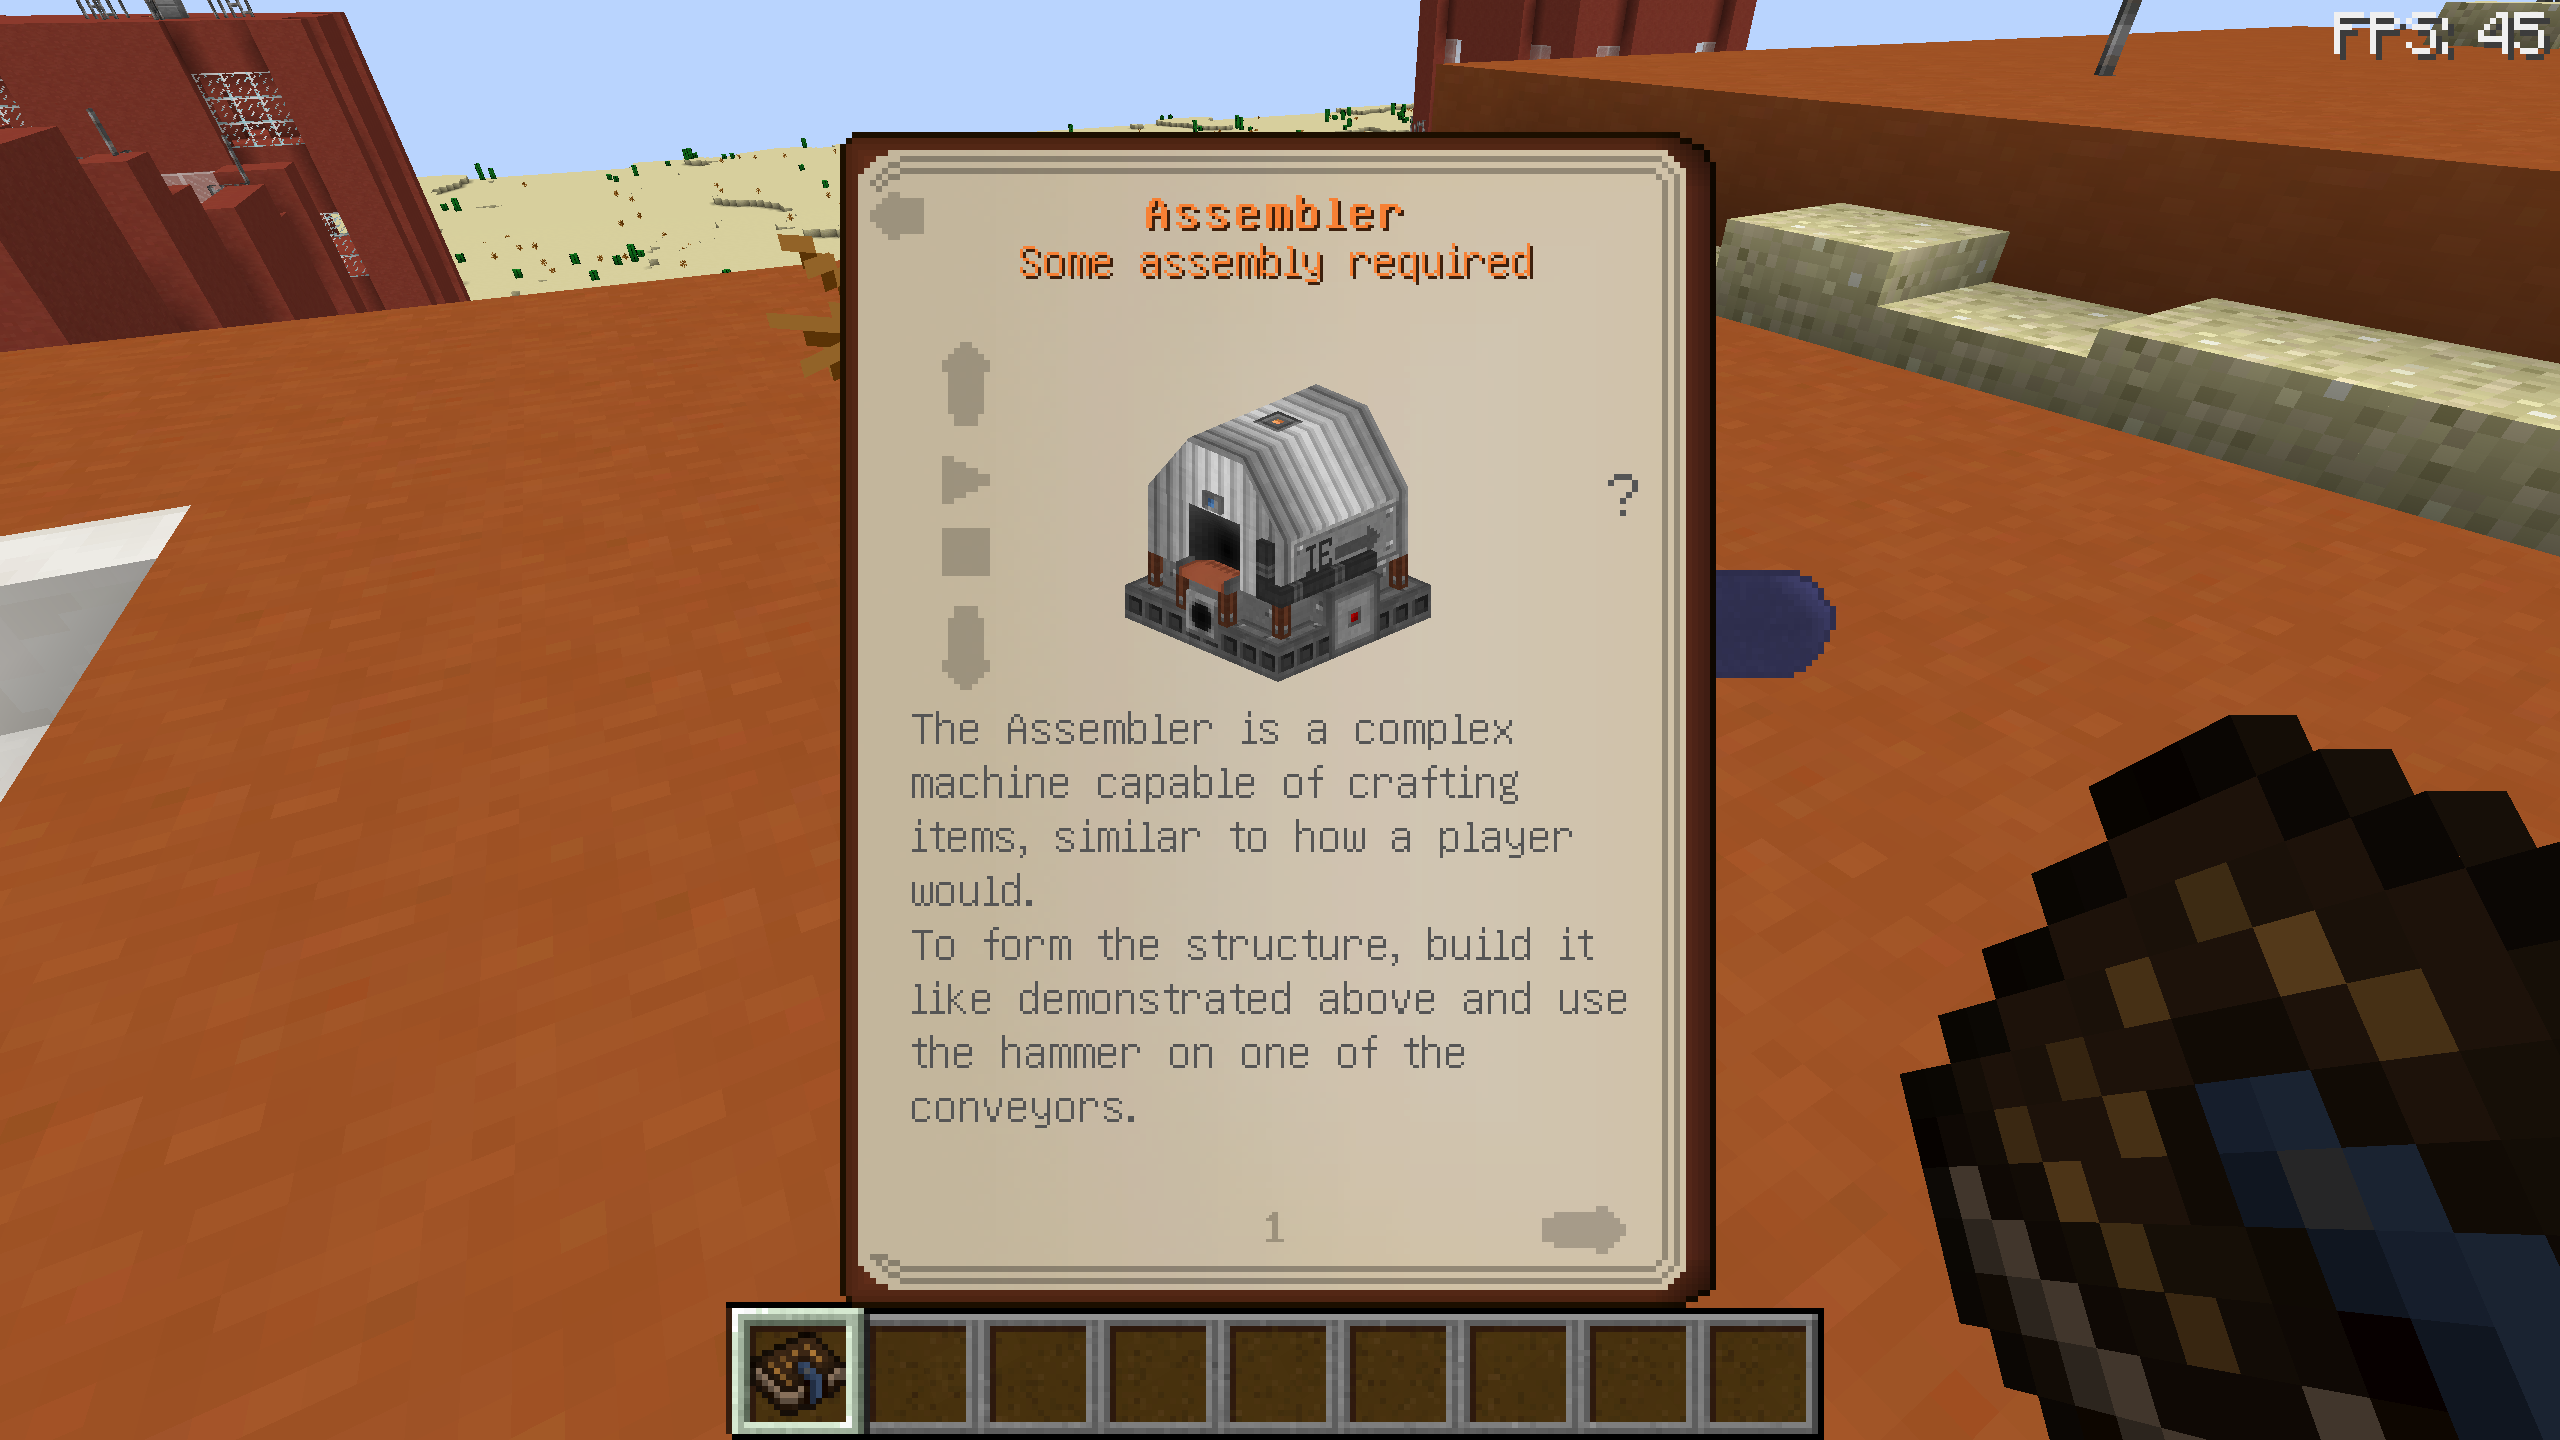 FPS: 45
Assembler
Some assembly required
?
IE
The Assembler is a complex
machine capable of crafting
items, similar to how a player
would.
To form the structure, build it
like demonstrated above and use
the hammer on one of the
conveyors.
1